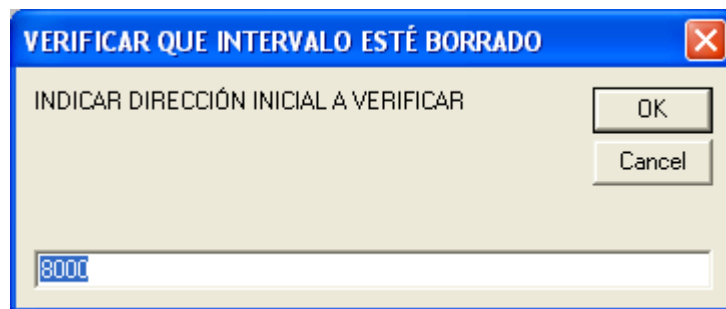 VERIFICAR QUE INTERVALO ESTÉ BORRADO
INDICAR DIRECCIÓN INICIAL A VERIFICAR
OK
Cancel
8000